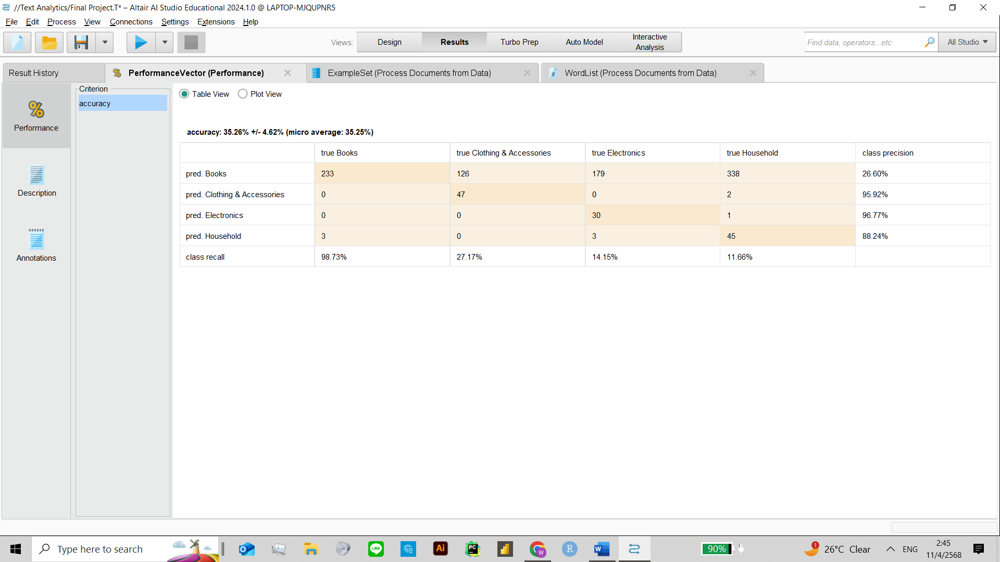 //Text Analytics/Final Project.T* – Altair AI Studio Educational 2024.1.0 @ LAPTOP-MJQUPNR5
File Edit Process View Connections Settings Extensions Help
Views: Design Results Turbo Prep Auto Model Interactive Analysis Find data, operators...etc All Studio
Result History PerformanceVector (Performance) ExampleSet (Process Documents from Data) WordList (Process Documents from Data)
Performance
Description
Annotations
Criterion
accuracy
Table View Plot View
accuracy: 35.26% +/- 4.62% (micro average: 35.25%)
true Books true Clothing & Accessories true Electronics true Household class precision
pred. Books 233 126 179 338 26.60%
pred. Clothing & Accessories 0 47 0 2 95.92%
pred. Electronics 0 0 30 1 96.77%
pred. Household 3 0 3 45 88.24%
class recall 98.73% 27.17% 14.15% 11.66%
Type here to search 90% 1 26°C Clear ENG 2:45
11/4/2568